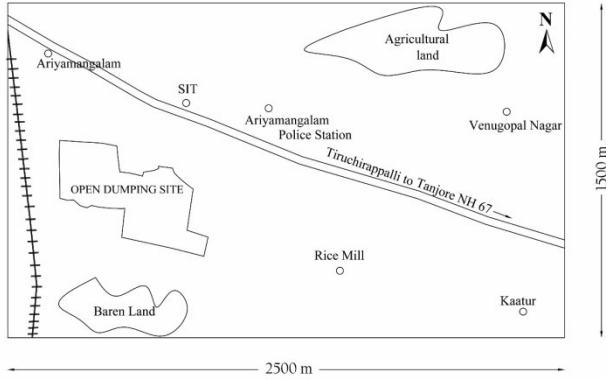 N
Agricultural
land
Ariyamangalam
SIT
Ariyamangalam
Police Station
Venugopal Nagar
Tiruchirappalli to Tanjore NH 67
OPEN DUMPING SITE
1500 m
Rice Mill
Baren Land
Kaatur
2500 m